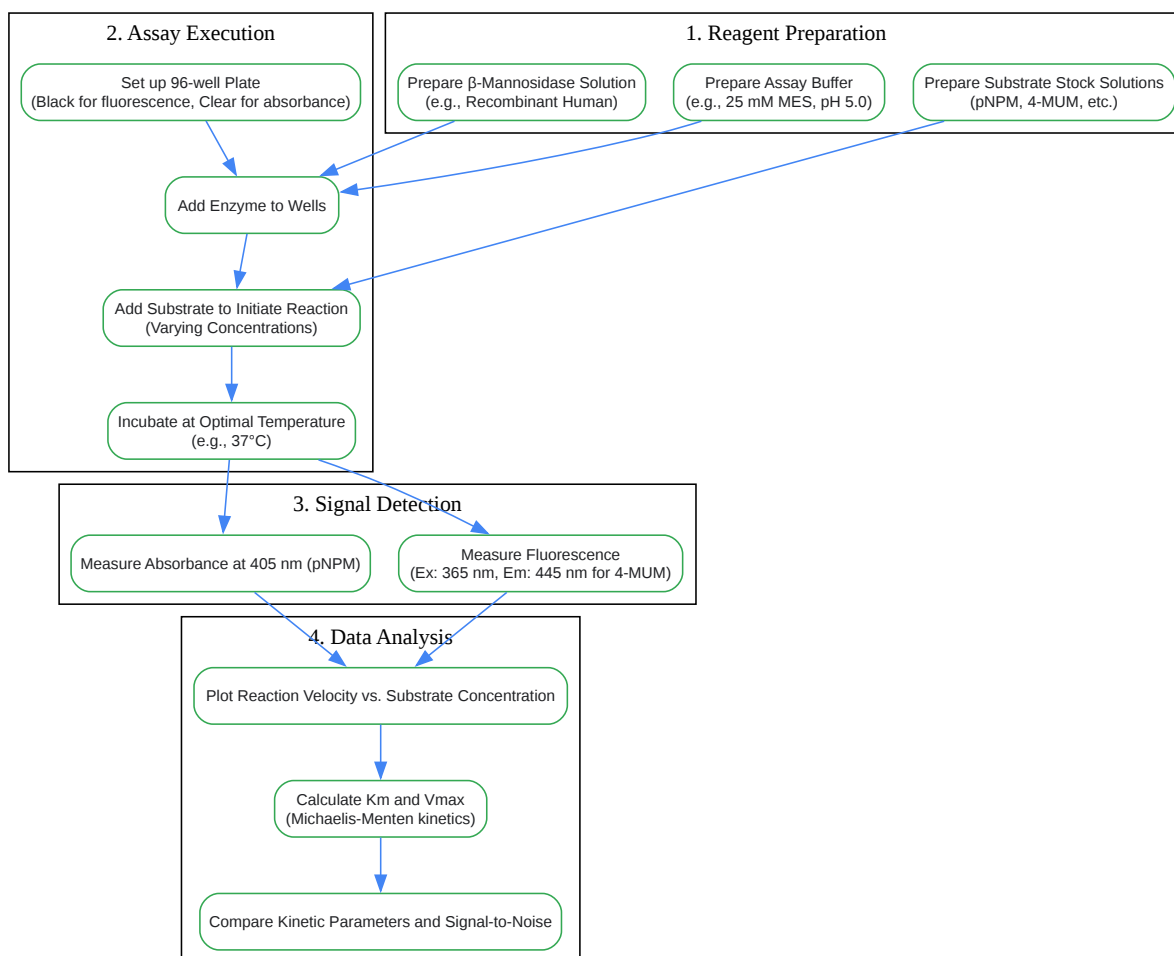 2. Assay Execution
Set up 96-well Plate
(Black for fluorescence, Clear for absorbance)
1. Reagent Preparation
Prepare β-Mannosidase Solution
(e.g., Recombinant Human)
Prepare Assay Buffer
(e.g., 25 mM MES, pH 5.0)
Prepare Substrate Stock Solutions
(pNPM, 4-MUM, etc.)
Add Enzyme to Wells
Add Substrate to Initiate Reaction
(Varying Concentrations)
Incubate at Optimal Temperature
(e.g., 37°C)
3. Signal Detection
Measure Absorbance at 405 nm (pNPM)
Measure Fluorescence
(Ex: 365 nm, Em: 445 nm for 4-MUM)
4. Data Analysis
Plot Reaction Velocity vs. Substrate Concentration
Calculate Km and Vmax
(Michaelis-Menten kinetics)
Compare Kinetic Parameters and Signal-to-Noise